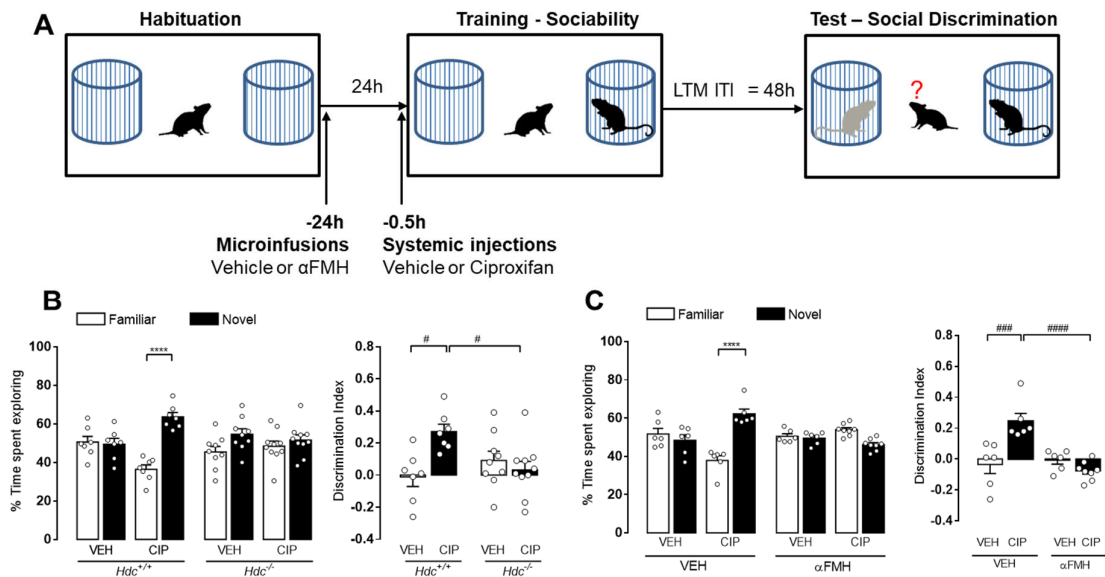 A
Habituation
Training - Sociability
Test – Social Discrimination
24h
LTM ITI = 48h
?
-24h
Microinfusions
Vehicle or αFMH
-0.5h
Systemic injections
Vehicle or Ciproxifan
B
Familiar Novel
% Time spent exploring
100
80
60
40
20
0
****
VEH CIP VEH CIP
Hdc+/+ Hdc-/-
Discrimination Index
0.8
0.6
0.4
0.2
0.0
-0.2
-0.4
# #
VEH CIP VEH CIP
Hdc+/+ Hdc-/-
C
Familiar Novel
% Time spent exploring
100
80
60
40
20
0
****
VEH CIP VEH CIP
VEH αFMH
Discrimination Index
0.8
0.6
0.4
0.2
0.0
-0.2
-0.4
### ####
VEH CIP VEH CIP
VEH αFMH